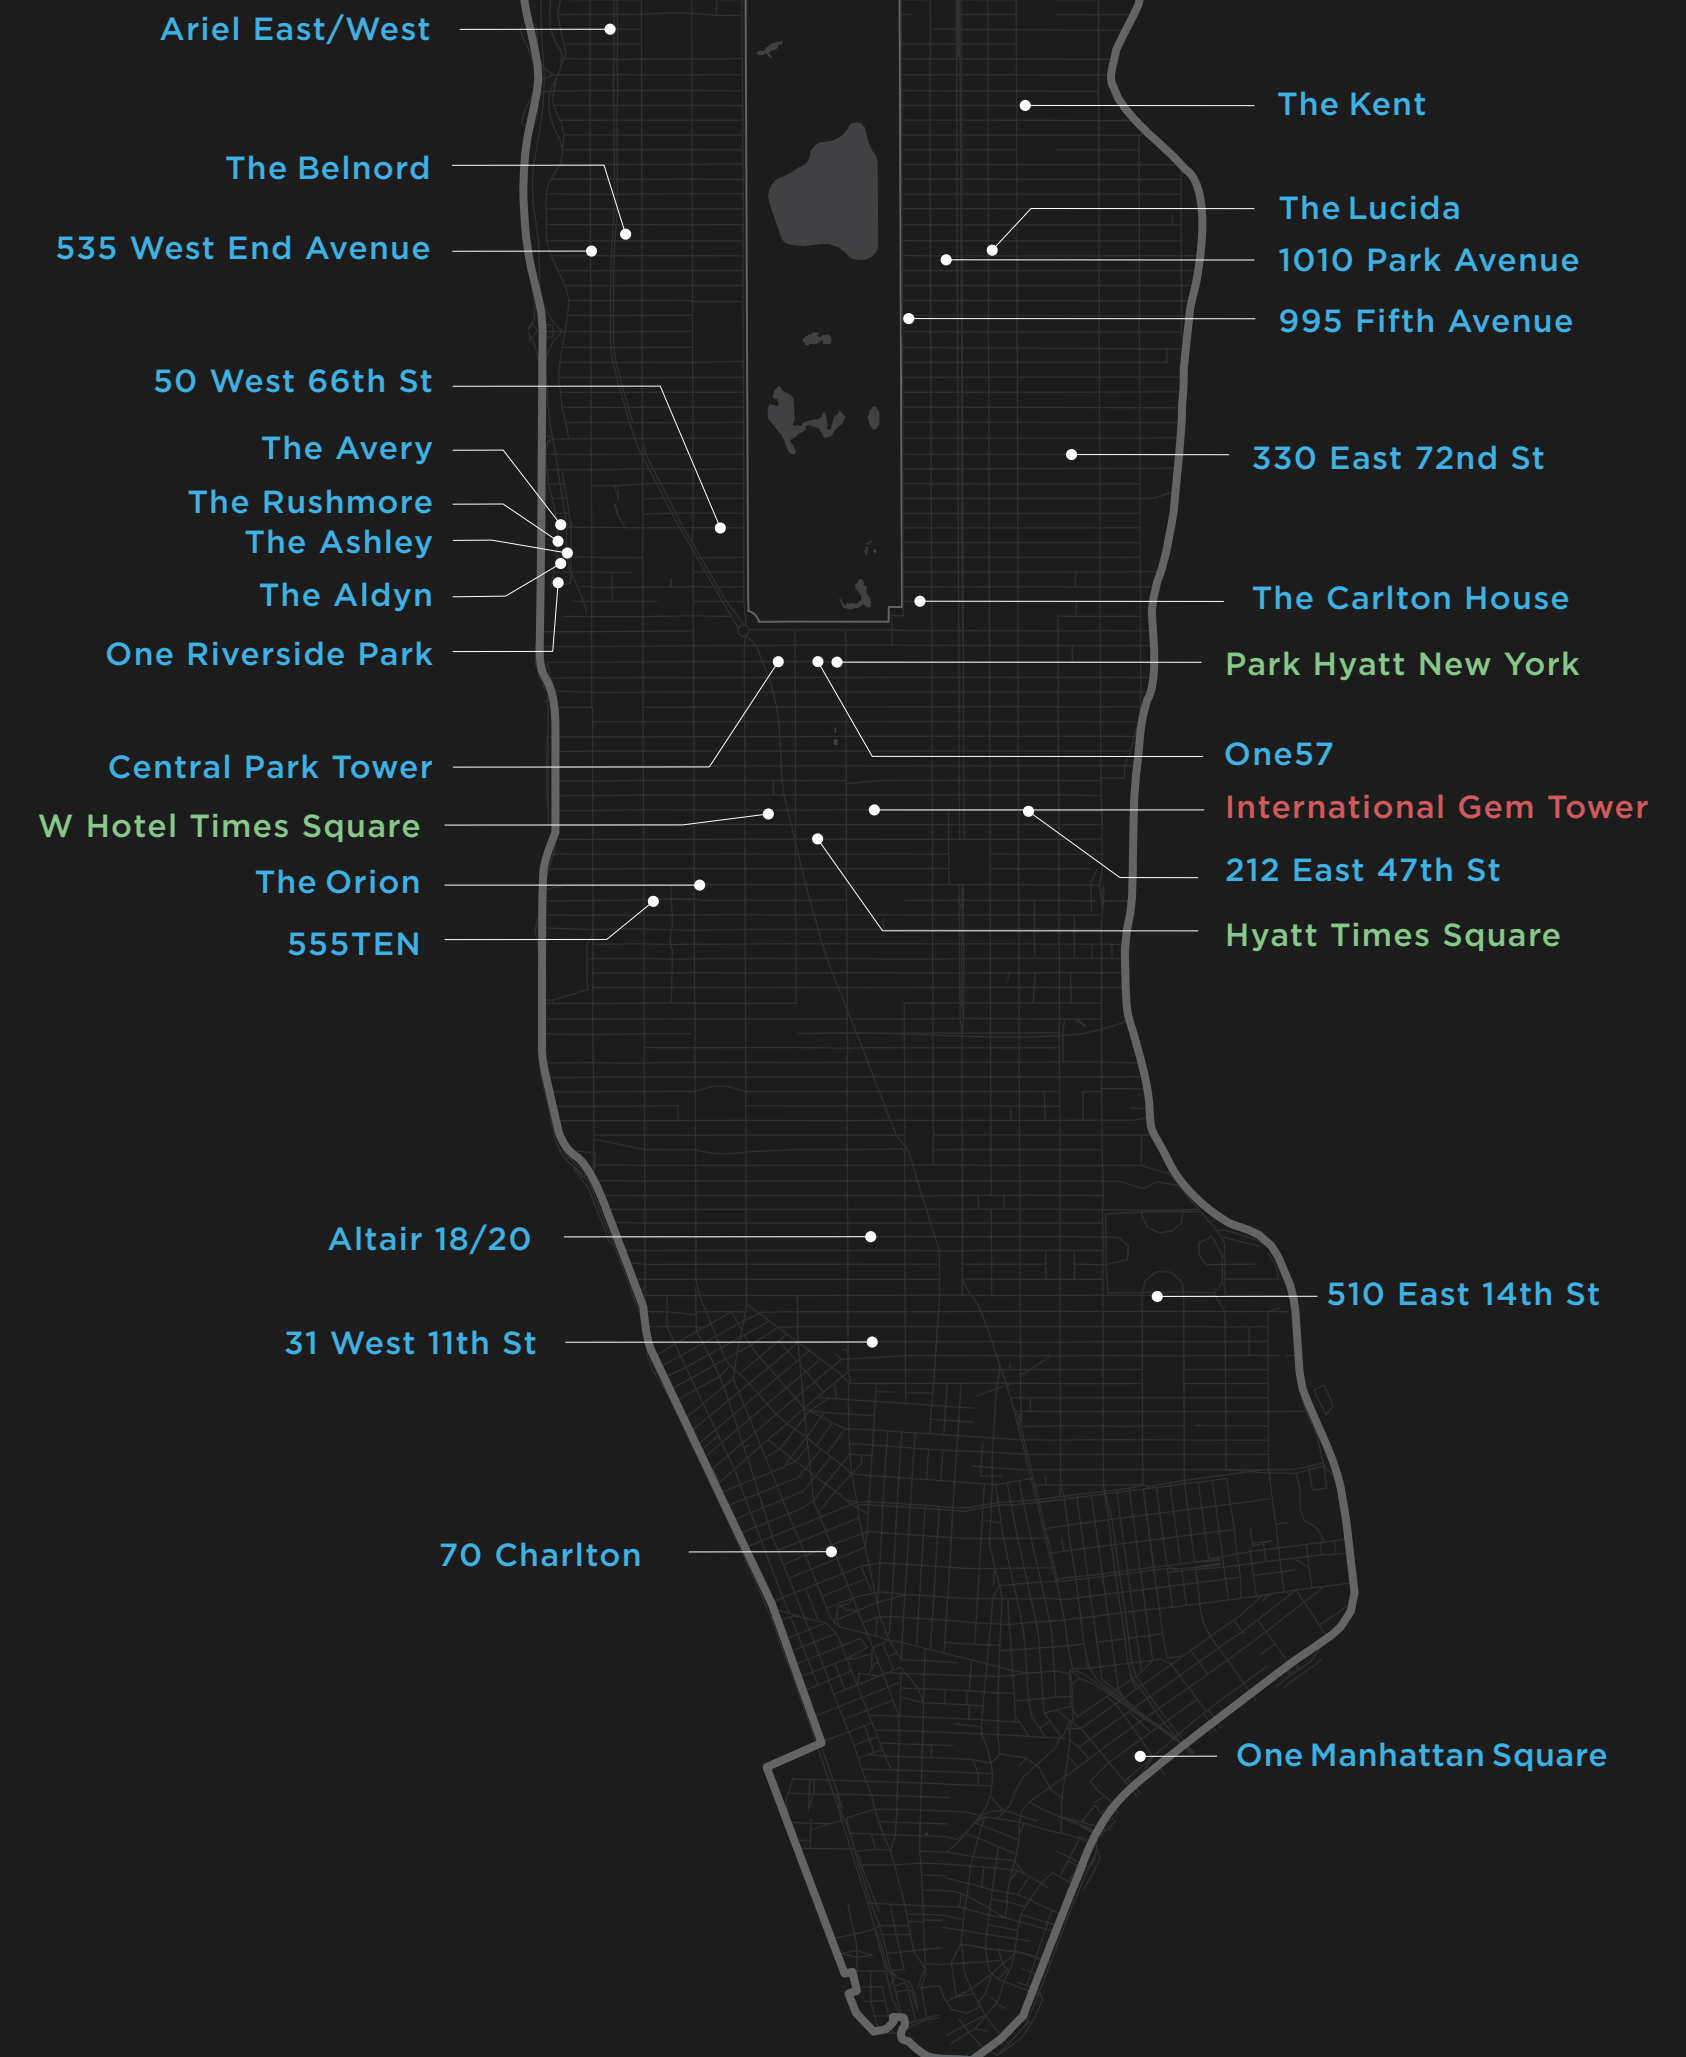 Ariel East/West
The Kent
The Belnord
The Lucida
535 West End Avenue
1010 Park Avenue
995 Fifth Avenue
50 West 66th St
The Avery
330 East 72nd St
The Rushmore
The Ashley
The Aldyn
The Carlton House
One Riverside Park
Park Hyatt New York
Central Park Tower
One57
W Hotel Times Square
International Gem Tower
The Orion
212 East 47th St
555TEN
Hyatt Times Square
Altair 18/20
510 East 14th St
31 West 11th St
70 Charlton
One Manhattan Square